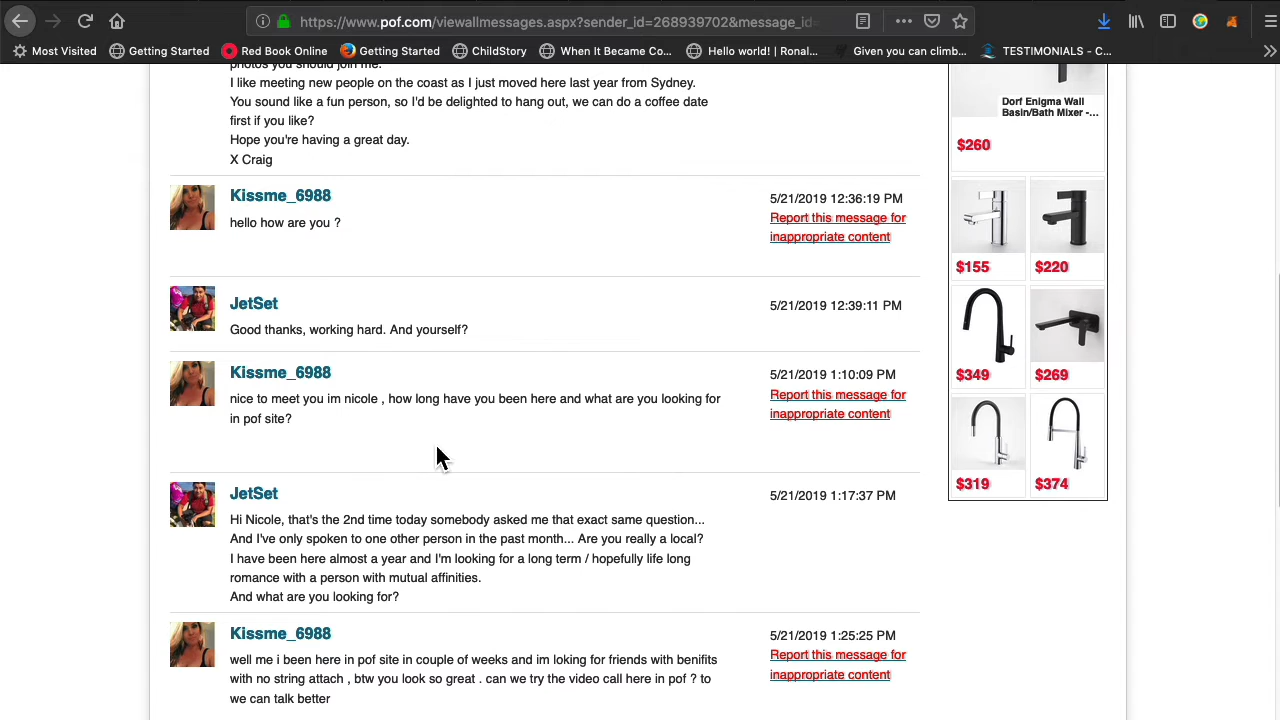 https://www.pof.com/viewallmessages.aspx?sender_id=268939702&message_id=
Most Visited
Getting Started
Red Book Online
Getting Started
ChildStory
When It Became Co...
Hello world! | Ronal...
Given you can climb...
TESTIMONIALS - C...
photos you should join me.
I like meeting new people on the coast as I just moved here last year from Sydney.
You sound like a fun person, so I'd be delighted to hang out, we can do a coffee date
first if you like?
Hope you're having a great day.
X Craig
Kissme_6988
5/21/2019 12:36:19 PM
hello how are you ?
Report this message for
inappropriate content
JetSet
5/21/2019 12:39:11 PM
Good thanks, working hard. And yourself?
Kissme_6988
5/21/2019 1:10:09 PM
nice to meet you im nicole , how long have you been here and what are you looking for
in pof site?
Report this message for
inappropriate content
JetSet
5/21/2019 1:17:37 PM
Hi Nicole, that's the 2nd time today somebody asked me that exact same question...
And I've only spoken to one other person in the past month... Are you really a local?
I have been here almost a year and I'm looking for a long term / hopefully life long
romance with a person with mutual affinities.
And what are you looking for?
Kissme_6988
5/21/2019 1:25:25 PM
well me i been here in pof site in couple of weeks and im loking for friends with benifits
with no string attach , btw you look so great . can we try the video call here in pof ? to
we can talk better
Report this message for
inappropriate content
Dorf Enigma Wall
Basin/Bath Mixer -...
$260
$155
$220
$349
$269
$319
$374